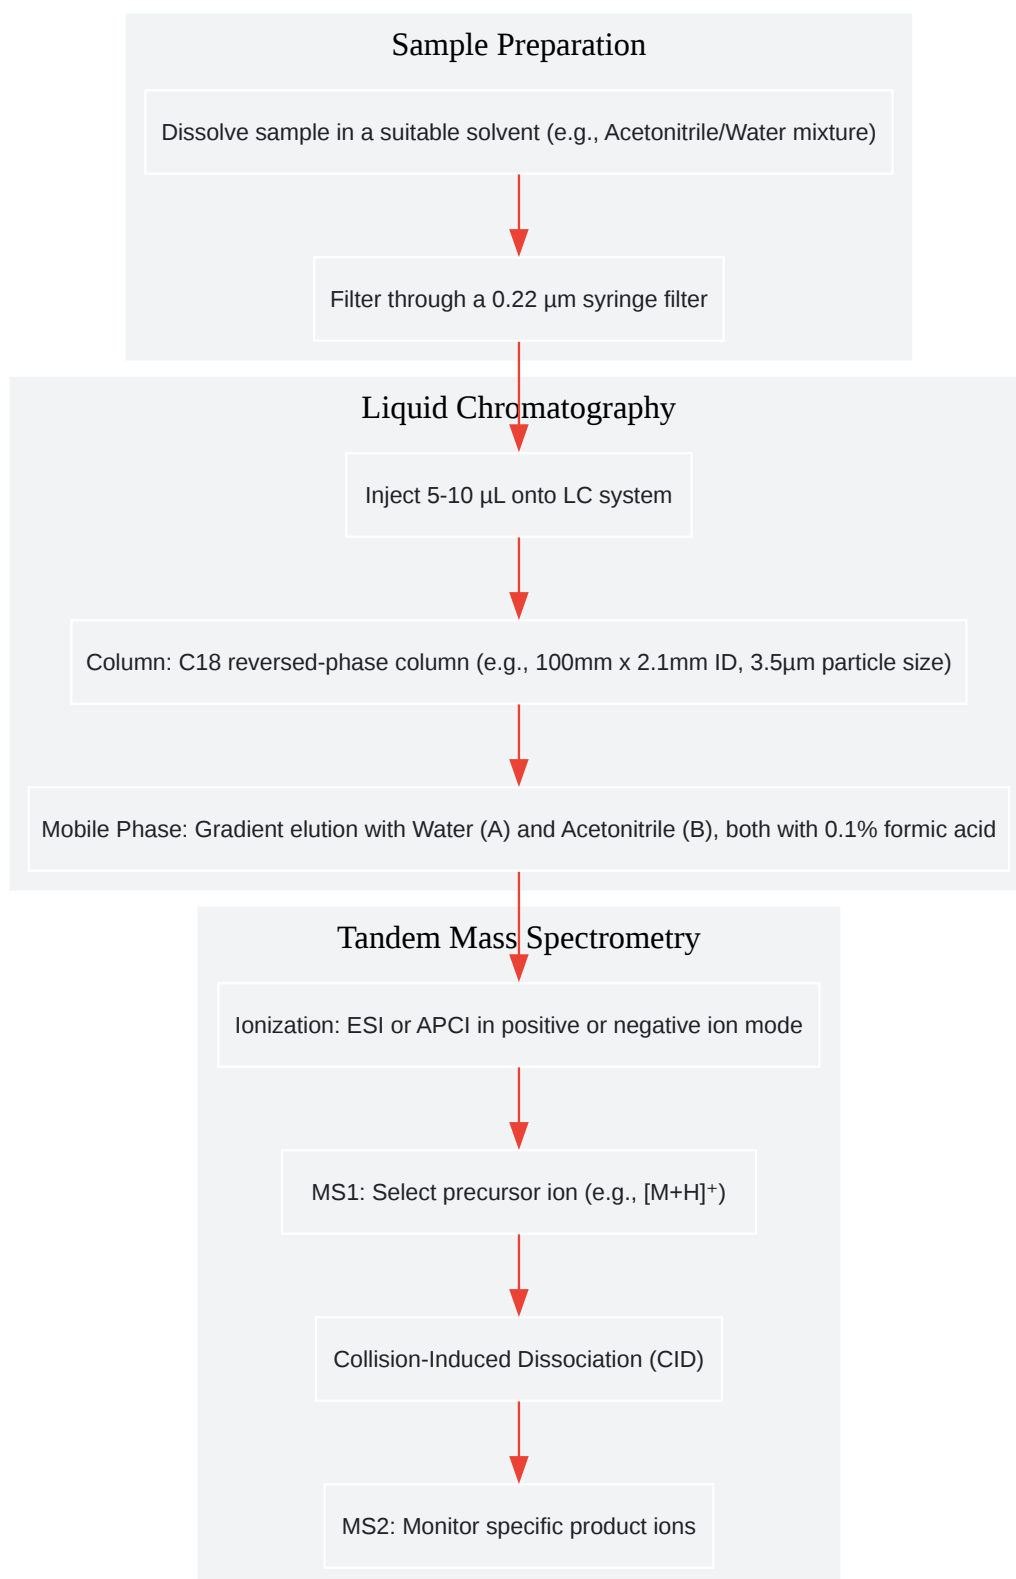 Sample Preparation
Dissolve sample in a suitable solvent (e.g., Acetonitrile/Water mixture)
Filter through a 0.22 µm syringe filter
Liquid Chromatography
Inject 5-10 µL onto LC system
Column: C18 reversed-phase column (e.g., 100mm x 2.1mm ID, 3.5µm particle size)
Mobile Phase: Gradient elution with Water (A) and Acetonitrile (B), both with 0.1% formic acid
Tandem Mass Spectrometry
Ionization: ESI or APCI in positive or negative ion mode
MS1: Select precursor ion (e.g., [M+H]⁺)
Collision-Induced Dissociation (CID)
MS2: Monitor specific product ions